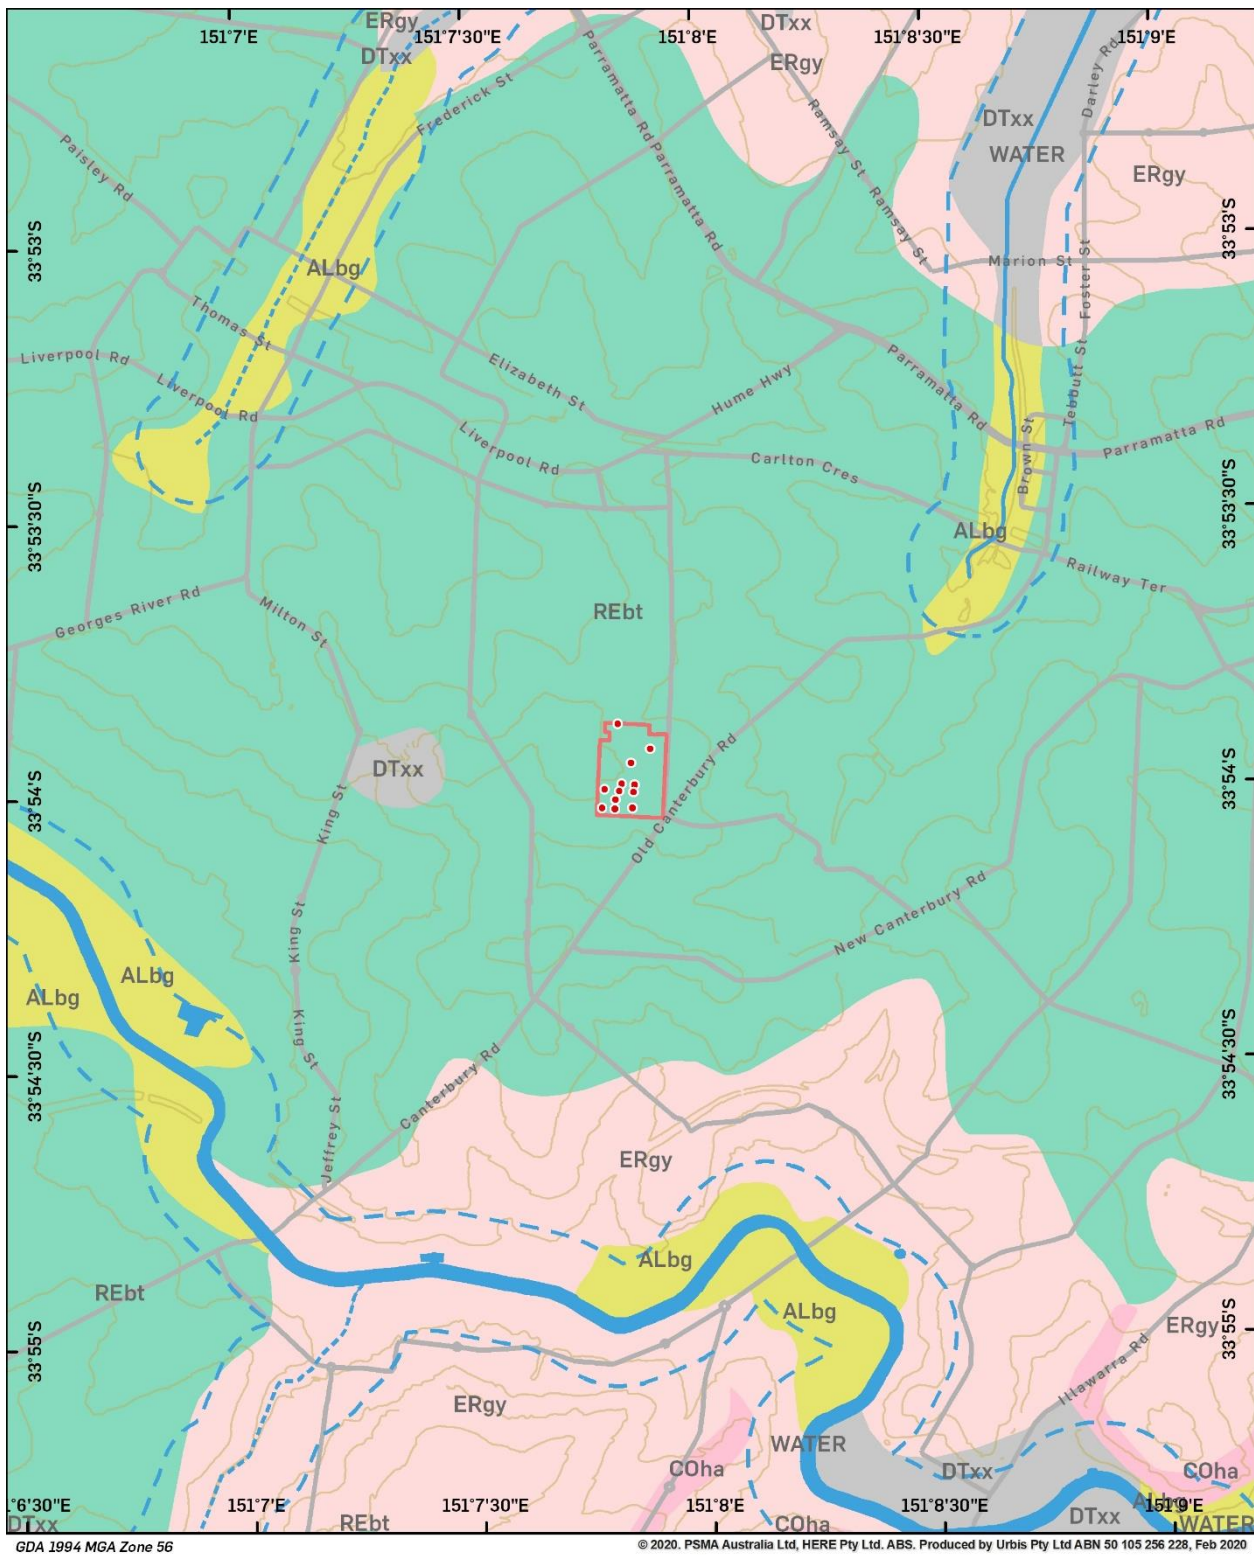 ERgy
DTxx
151°7'E
151°7'30"E
151°8'E
DTxx
151°8'30"E
151°9'E
DTxx
ERgy
Parramatta Rd
Darley Rd
Frederick St
Ramsay St
DTxx
WATER
Paisley Rd
Parramatta Rd
Ramsay St
ERgy
33°53'S
33°53'S
ALbg
Marion St
Foster St
Thomas St
Liverpool Rd
Liverpool Rd
Elizabeth St
Hume Hwy
Parramatta Rd
Tebbutt St
Parramatta Rd
Liverpool Rd
Carlton Cres
Brown St
33°53'30"S
33°53'30"S
ALbg
Railway Ter
Georges River Rd
Milton St
REbt
DTxx
33°54'S
33°54'S
King St
Old Canterbury Rd
King St
New Canterbury Rd
ALbg
ALbg
King St
33°54'30"S
33°54'30"S
Canterbury Rd
Jeffrey St
ERgy
ALbg
REbt
ALbg
ERgy
33°55'S
33°55'S
Illawarra Rd
ERgy
WATER
COha
DTxx
COha
1°6'30"E
151°7'E
151°7'30"E
151°8'E
151°8'30"E
ALbg
151°9'E
DTxx
REbt
COha
DTxx
WATER
GDA 1994 MGA Zone 56
© 2020. PSMA Australia Ltd, HERE Pty Ltd. ABS. Produced by Urbis Pty Ltd ABN 50 105 256 228, Feb 2020